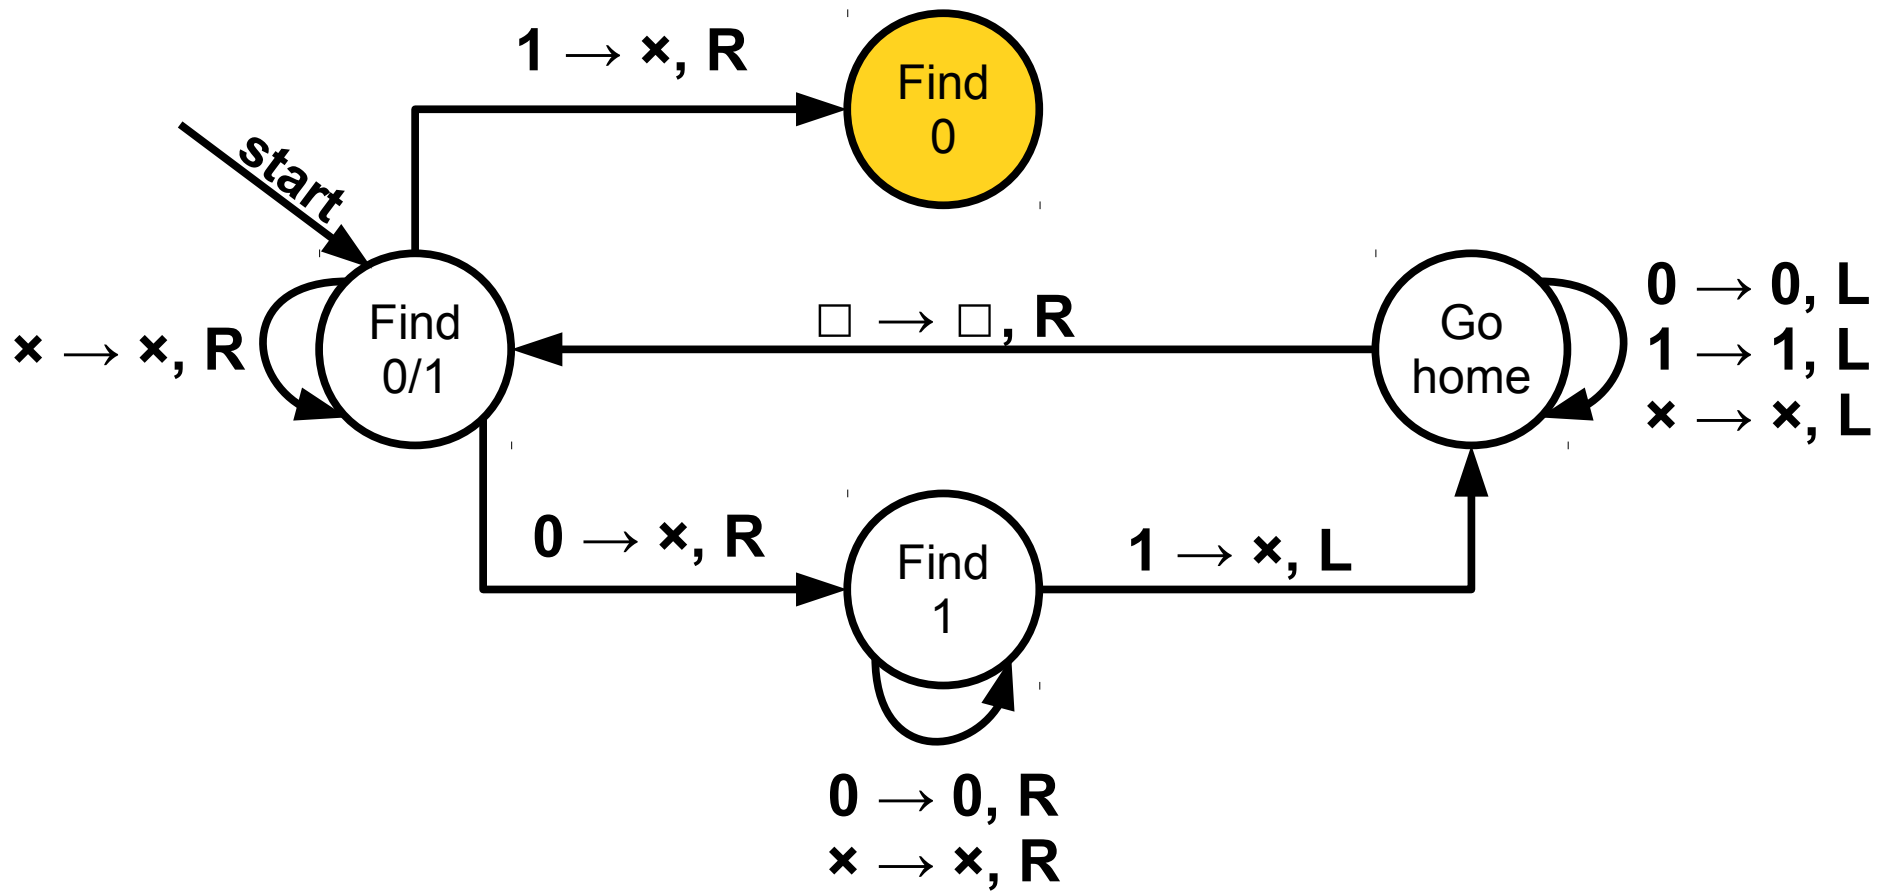 1 → ×, R
Find
0
start
Find
0/1
× → ×, R
□ → □, R
Go
home
0 → 0, L
1 → 1, L
× → ×, L
0 → ×, R
Find
1
1 → ×, L
0 → 0, R
× → ×, R